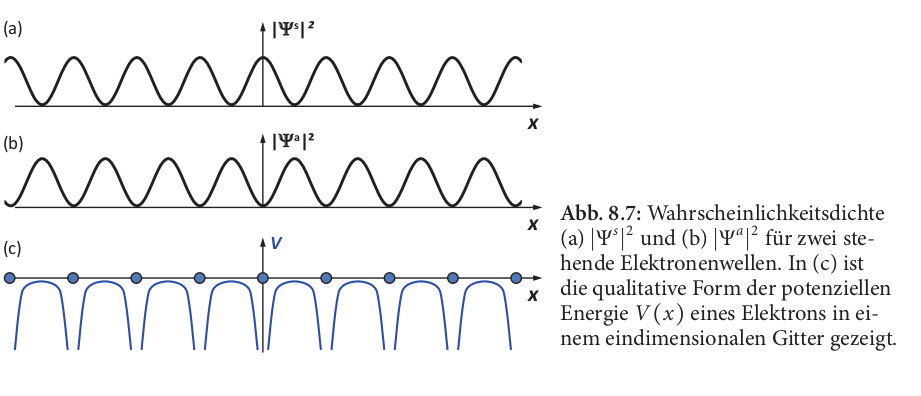 (a)
|Ψˢ|²
x
(b)
|Ψᵃ|²
x
(c)
V
x
Abb. 8.7: Wahrscheinlichkeitsdichte
(a) |Ψˢ|² und (b) |Ψᵃ|² für zwei ste-
hende Elektronenwellen. In (c) ist
die qualitative Form der potenziellen
Energie V(x) eines Elektrons in ei-
nem eindimensionalen Gitter gezeigt.